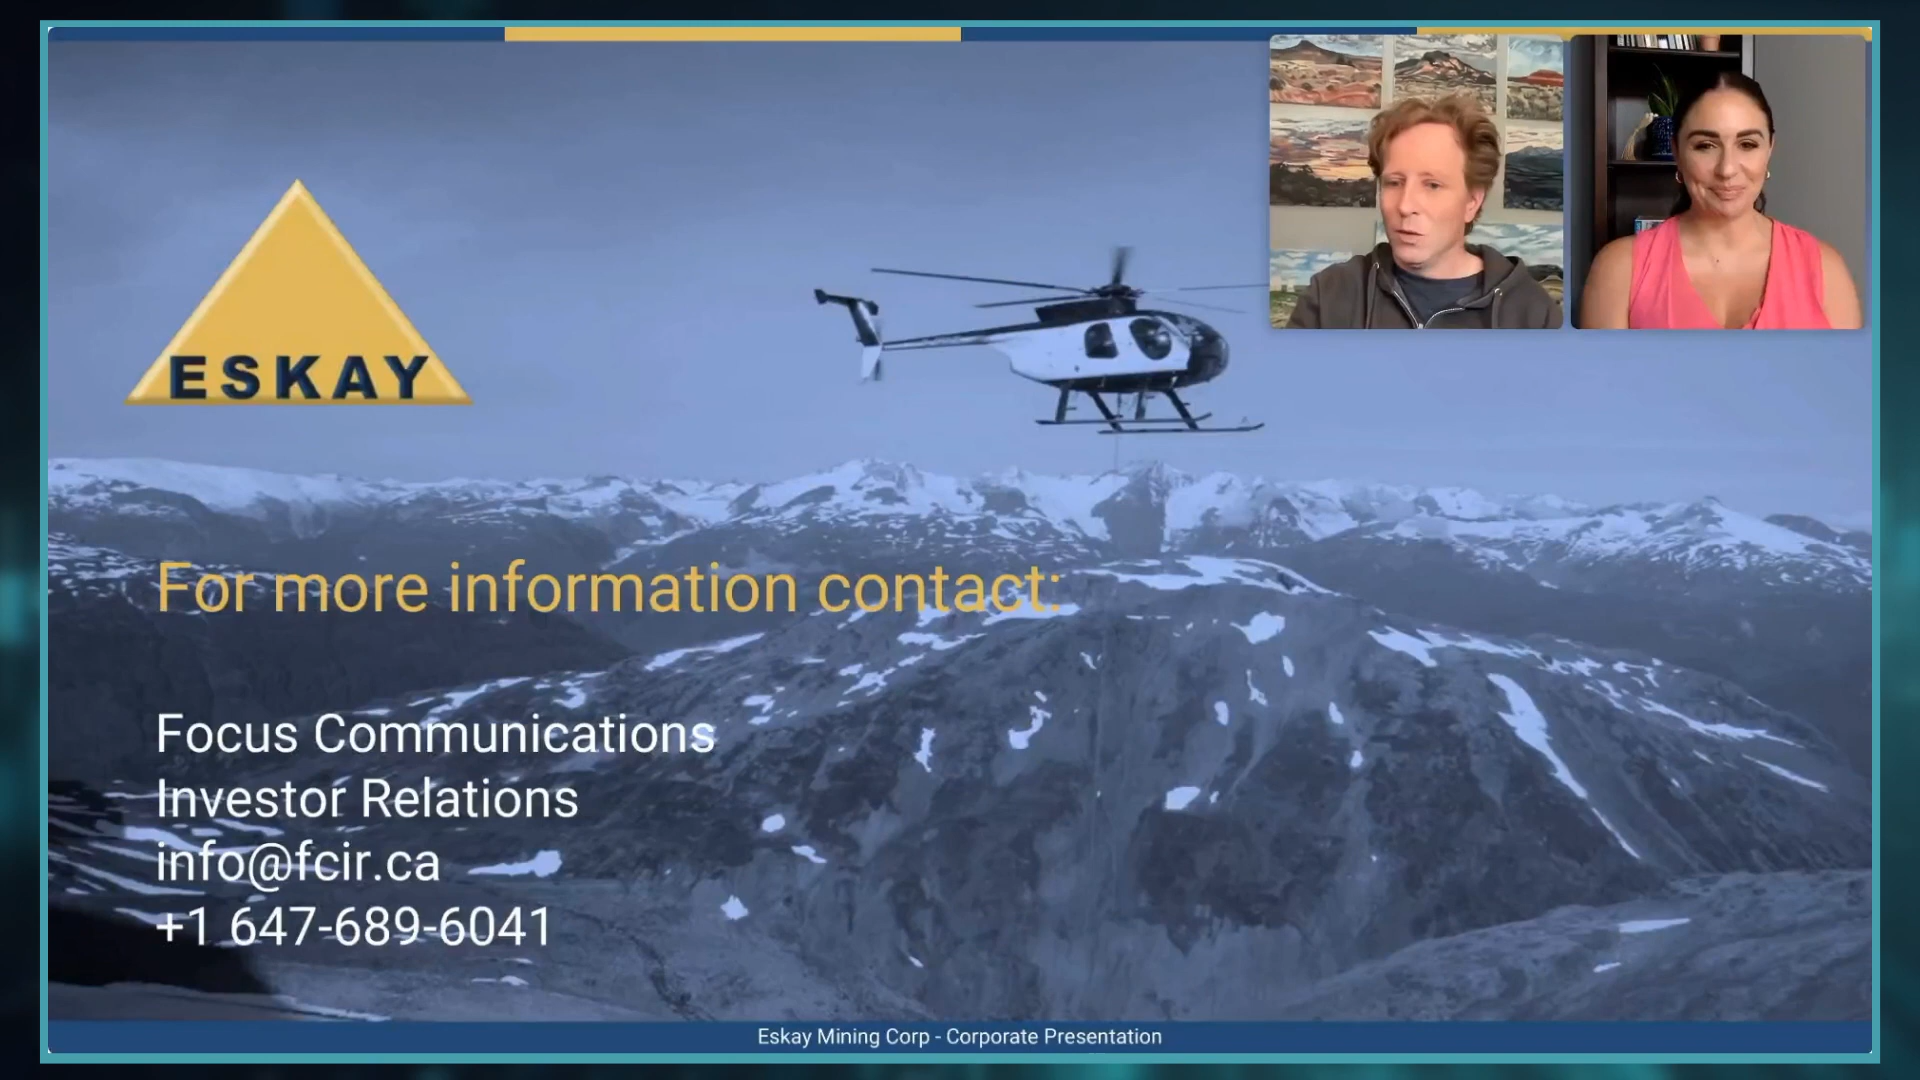 ESKAY
For more information contact:
Focus Communications
Investor Relations
info@fcir.ca
+1 647-689-6041
Eskay Mining Corp - Corporate Presentation